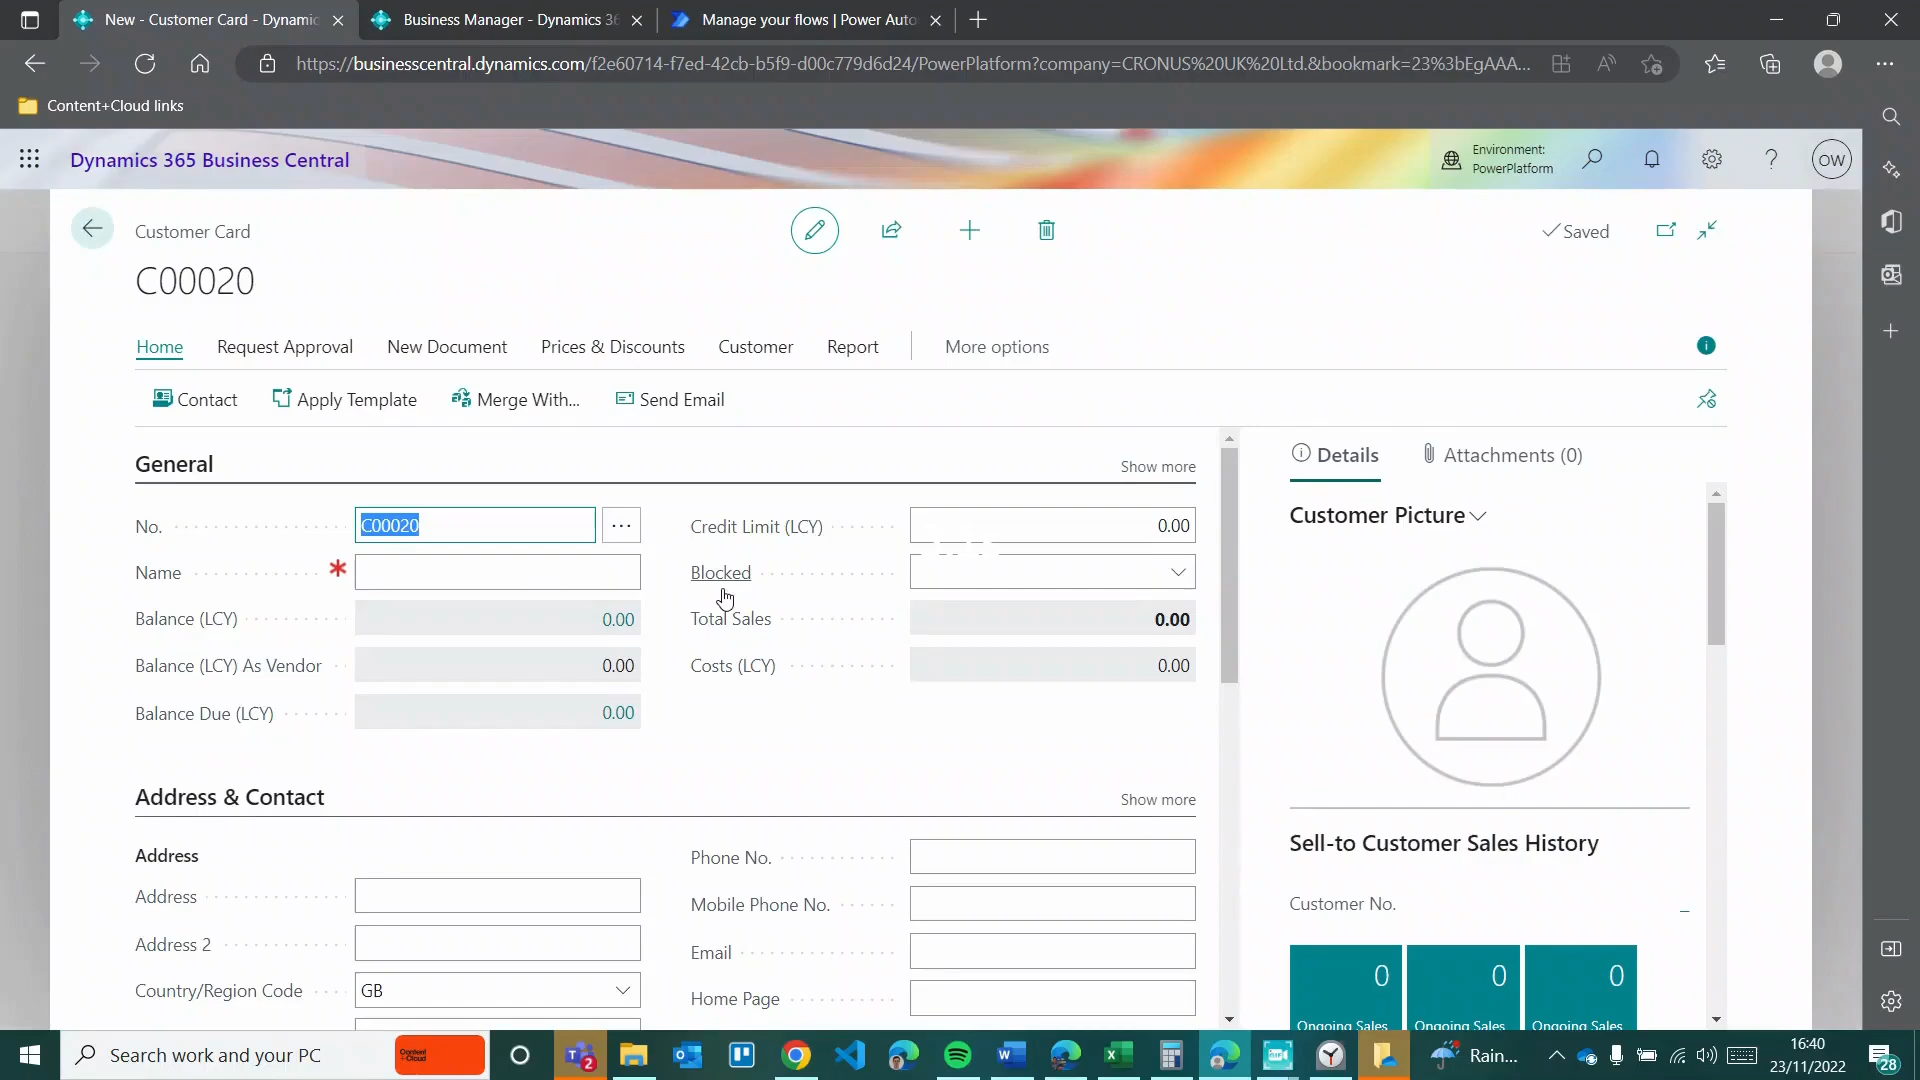 New - Customer Card - Dynamic
Business Manager - Dynamics 36
Manage your flows | Power Auto
https://businesscentral.dynamics.com/f2e60714-f7ed-42cb-b5f9-d00c779d6d24/PowerPlatform?company=CRONUS%20UK%20Ltd.&bookmark=23%3bEgAAA...
Content+Cloud links
Dynamics 365 Business Central
Environment:
PowerPlatform
OW
Customer Card
Saved
C00020
Home
Request Approval
New Document
Prices & Discounts
Customer
Report
More options
Contact
Apply Template
Merge With...
Send Email
General
Show more
No.
C00020
Name
Balance (LCY)
0.00
Balance (LCY) As Vendor
0.00
Balance Due (LCY)
0.00
Credit Limit (LCY)
0.00
Blocked
Total Sales
0.00
Costs (LCY)
0.00
Address & Contact
Show more
Address
Address
Address 2
Country/Region Code
GB
Phone No.
Mobile Phone No.
Email
Home Page
Details
Attachments (0)
Customer Picture
Sell-to Customer Sales History
Customer No.
0
Ongoing Sales
0
Ongoing Sales
0
Ongoing Sales
Search work and your PC
Content
+Cloud
2
Rain...
16:40
23/11/2022
28